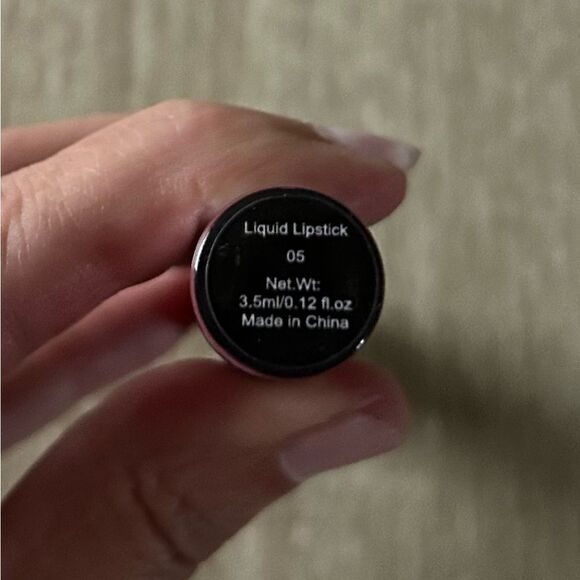 Liquid Lipstick
05
Net.Wt:
3.5ml/0.12 fl.oz
Made in China